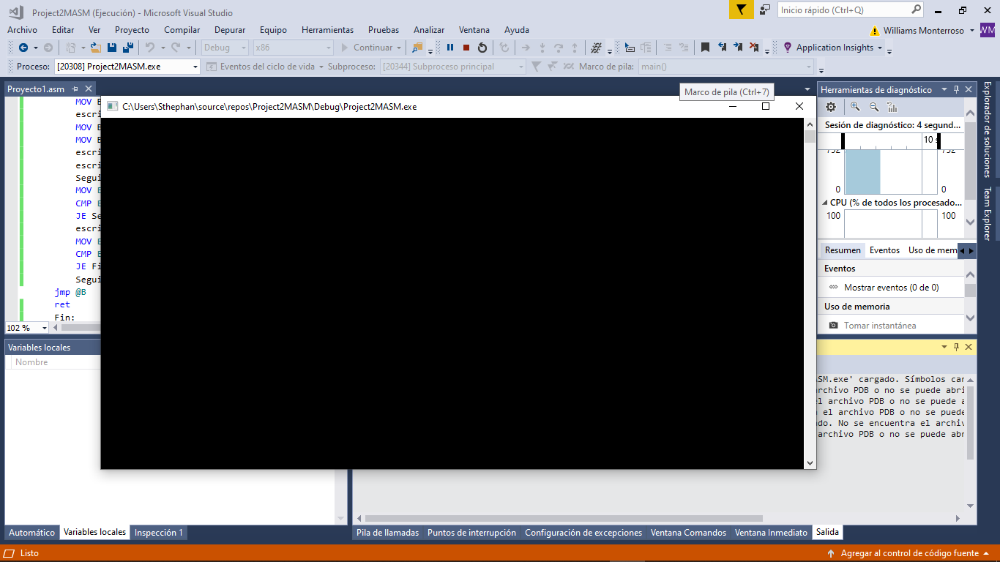 Project2MASM (Ejecución) - Microsoft Visual Studio
Inicio rápido (Ctrl+Q)
Archivo Editar Ver Proyecto Compilar Depurar Equipo Herramientas Pruebas Analizar Ventana Ayuda
Williams Monterroso WM
Debug x86 Continuar Application Insights
Proceso: [20308] Project2MASM.exe Eventos del ciclo de vida Subproceso: [20344] Subproceso principal Marco de pila: main()
Proyecto1.asm
Marco de pila (Ctrl+7)
Herramientas de diagnóstico
C:\Users\Sthephan\source\repos\Project2MASM\Debug\Project2MASM.exe
MOV
escri
MOV
MOV
escri
escri
Segui
MOV
CMP
JE Se
escri
MOV
CMP
JE Fi
Segui
jmp @B
ret
Fin:
102 %
Sesión de diagnóstico: 4 segund...
10 s
752 752
0 0
CPU (% de todos los procesado...
100 100
Resumen Eventos Uso de mem
Eventos
Mostrar eventos (0 de 0)
Uso de memoria
Tomar instantánea
Explorador de soluciones
Team Explorer
Variables locales
Nombre
SM.exe' cargado. Símbolos car
archivo PDB o no se puede abri
el archivo PDB o no se puede a
el archivo PDB o no se puede
do. No se encuentra el archiv
archivo PDB o no se puede abr
Automático Variables locales Inspección 1
Pila de llamadas Puntos de interrupción Configuración de excepciones Ventana Comandos Ventana Inmediato Salida
Listo
Agregar al control de código fuente